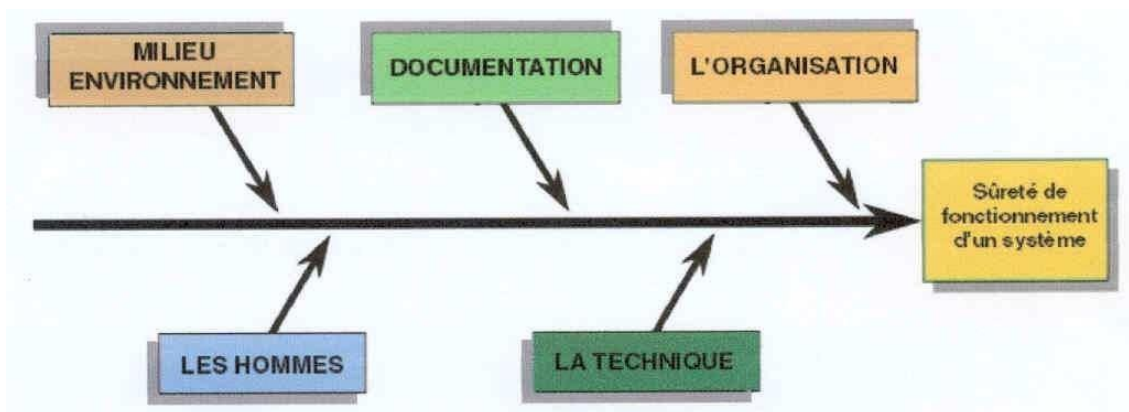 MILIEU
ENVIRONNEMENT
DOCUMENTATION
L'ORGANISATION
Sûreté de
fonctionnement
d'un système
LES HOMMES
LA TECHNIQUE